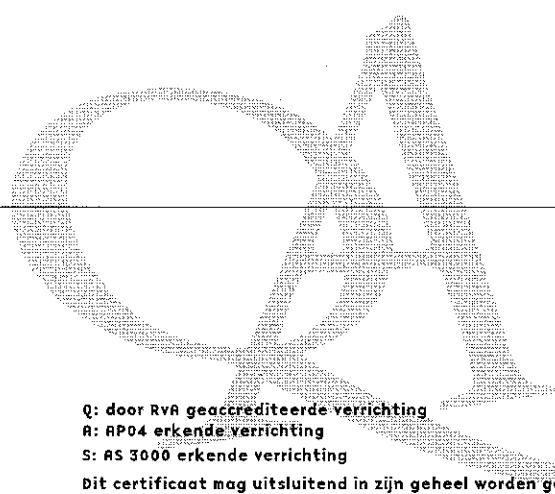 Q: door RvA geaccrediteerde verrichting
A: AP04 erkende verrichting
S: AS 3000 erkende verrichting
Dit certificaat mag uitsluitend in zijn geheel worden